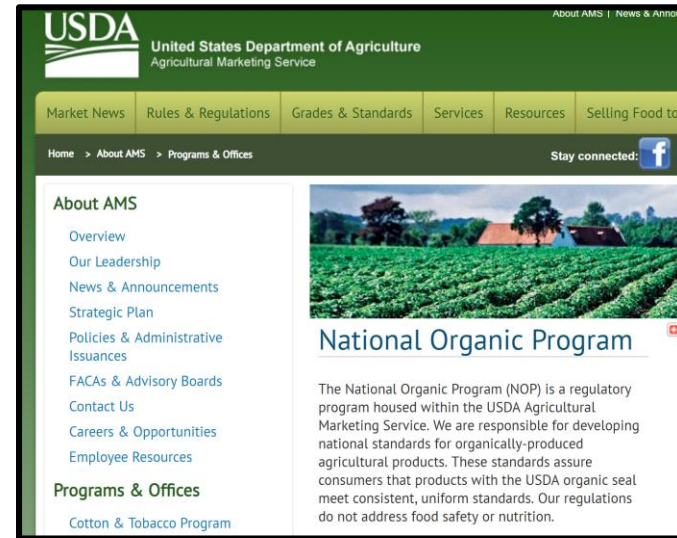 About AMS | News & Anno
USDA
United States Department of Agriculture
Agricultural Marketing Service
Market News Rules & Regulations Grades & Standards Services Resources Selling Food to
Home > About AMS > Programs & Offices
Stay connected: f
About AMS
Overview
Our Leadership
News & Announcements
Strategic Plan
Policies & Administrative
Issuances
FACAs & Advisory Boards
Contact Us
Careers & Opportunities
Employee Resources
Programs & Offices
Cotton & Tobacco Program
National Organic Program
The National Organic Program (NOP) is a regulatory
program housed within the USDA Agricultural
Marketing Service. We are responsible for developing
national standards for organically-produced
agricultural products. These standards assure
consumers that products with the USDA organic seal
meet consistent, uniform standards. Our regulations
do not address food safety or nutrition.